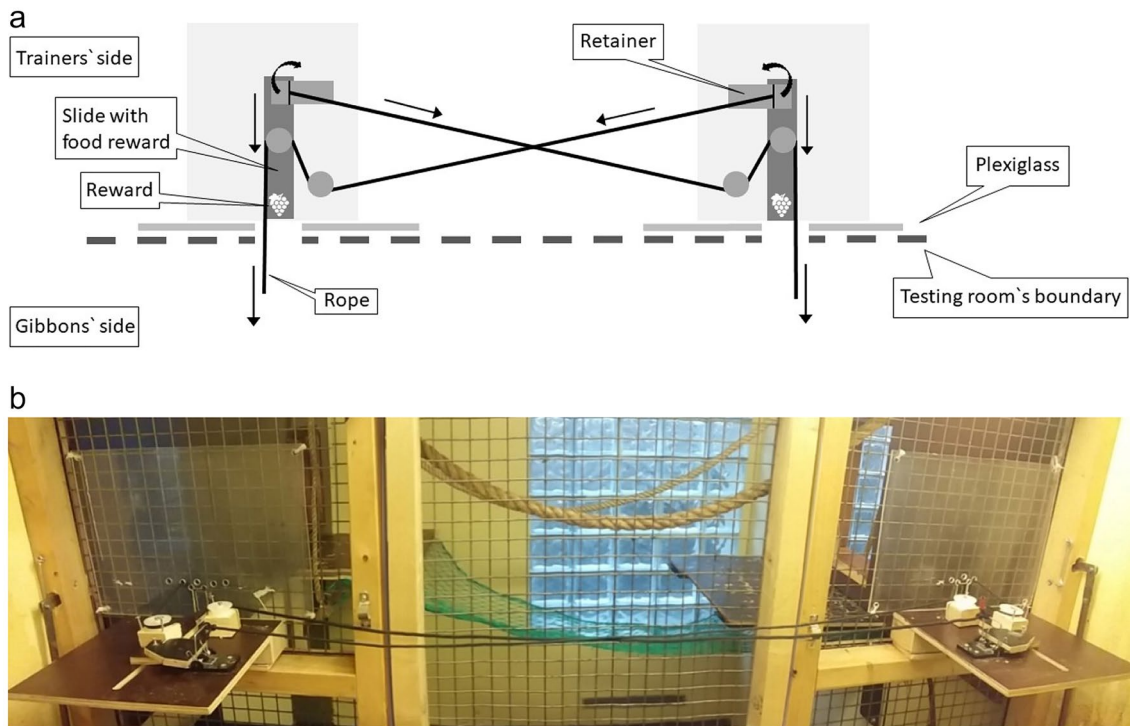 a
Trainers`side
Retainer
Slide with
food reward
Reward
Plexiglass
Rope
Testing room`s boundary
Gibbons`side
b